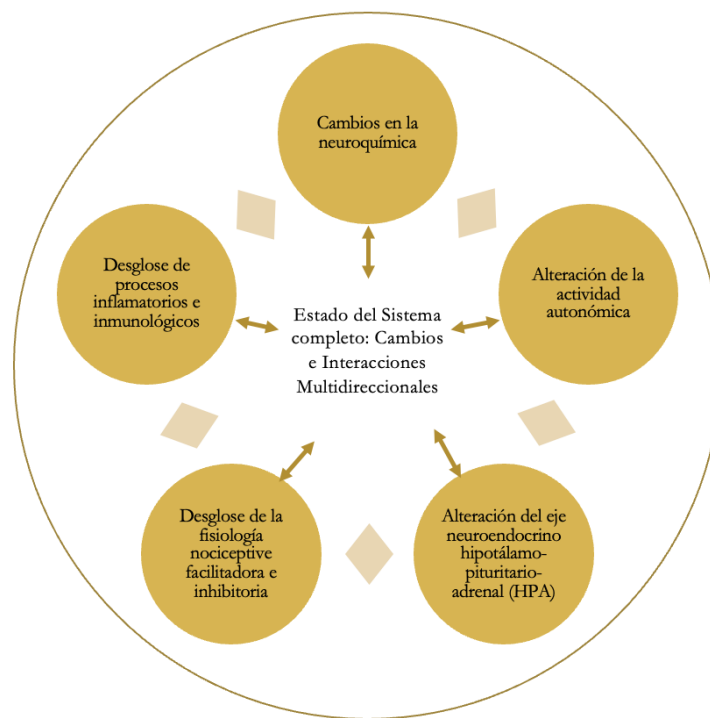 Cambios en la
neuroquímica
Desglose de
procesos
inflamatorios e
inmunológicos
Alteración de la
actividad
autonómica
Estado del Sistema
completo: Cambios
e Interacciones
Multidireccionales
Desglose de la
fisiología
nociceptive
facilitadora e
inhibitoria
Alteración del eje
neuroendocrino
hipotálamo-
pituritario-
adrenal (HPA)